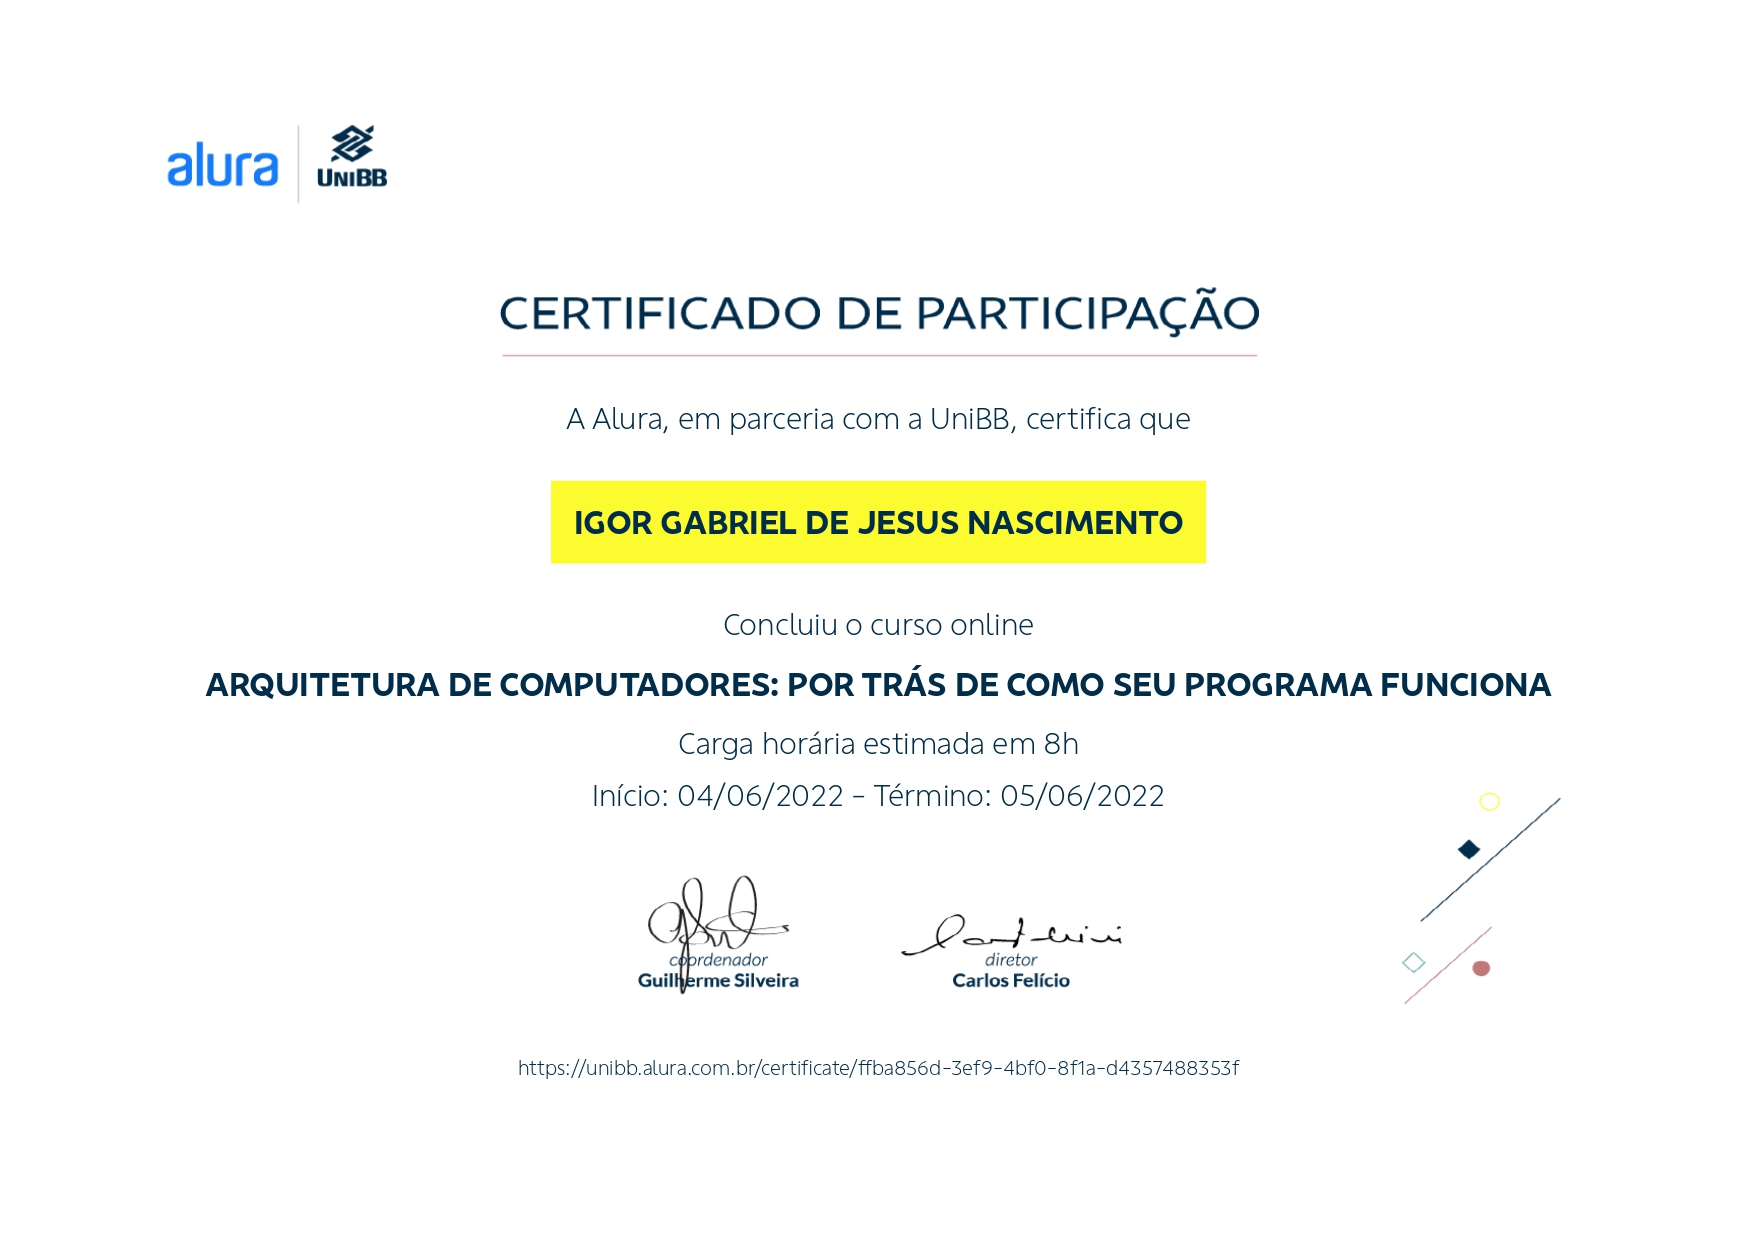 alura
UNIBB
CERTIFICADO DE PARTICIPAÇÃO
A Alura, em parceria com a UniBB, certifica que
IGOR GABRIEL DE JESUS NASCIMENTO
Concluiu o curso online
ARQUITETURA DE COMPUTADORES: POR TRÁS DE COMO SEU PROGRAMA FUNCIONA
Carga horária estimada em 8h
Início: 04/06/2022 - Término: 05/06/2022
coordenador
Guilherme Silveira
diretor
Carlos Felício
https://unibb.alura.com.br/certificate/ffba856d-3ef9-4bf0-8f1a-d4357488353f